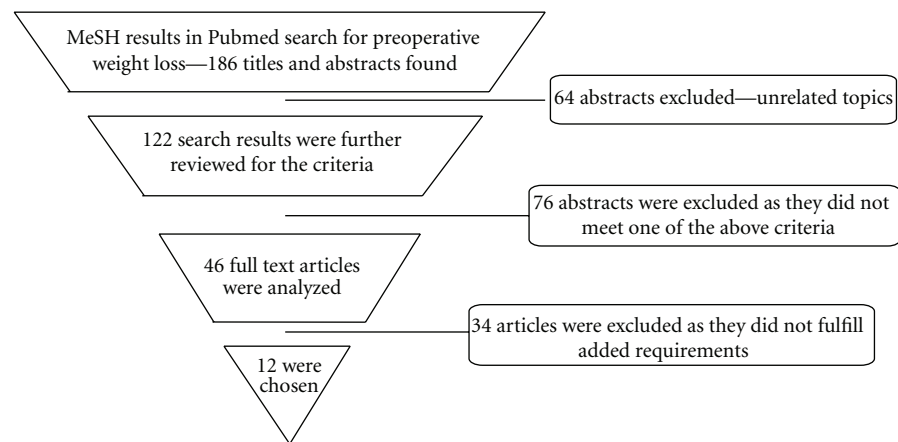 MeSH results in Pubmed search for preoperative
weight loss—186 titles and abstracts found
64 abstracts excluded—unrelated topics
122 search results were further
reviewed for the criteria
76 abstracts were excluded as they did not
meet one of the above criteria
46 full text articles
were analyzed
34 articles were excluded as they did not fulfill
added requirements
12 were
chosen